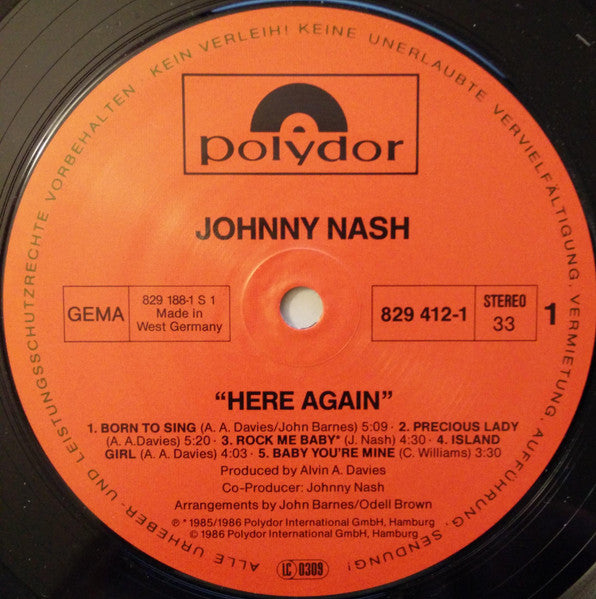 ALLE URHEBER- UND LEISTUNGSSCHUTZRECHTE VORBEHALTEN. KEIN VERLEIH! KEINE UNERLAUBTE VERVIELFÄLTIGUNG, VERMIETUNG, AUFFÜHRUNG, SENDUNG!
polydor
JOHNNY NASH
GEMA
829 188-1 S 1
Made in
West Germany
829 412-1
STEREO
33
1
“HERE AGAIN”
1. BORN TO SING (A. A. Davies/John Barnes) 5:09 · 2. PRECIOUS LADY
(A. A.Davies) 5:20 · 3. ROCK ME BABY* (J. Nash) 4:30 · 4. ISLAND
GIRL (A. A. Davies) 4:03 · 5. BABY YOU'RE MINE (C. Williams) 3:30
Produced by Alvin A. Davies
Co-Producer: Johnny Nash
Arrangements by John Barnes/Odell Brown
℗ *1985/1986 Polydor International GmbH, Hamburg
© 1986 Polydor International GmbH, Hamburg
LC 0309